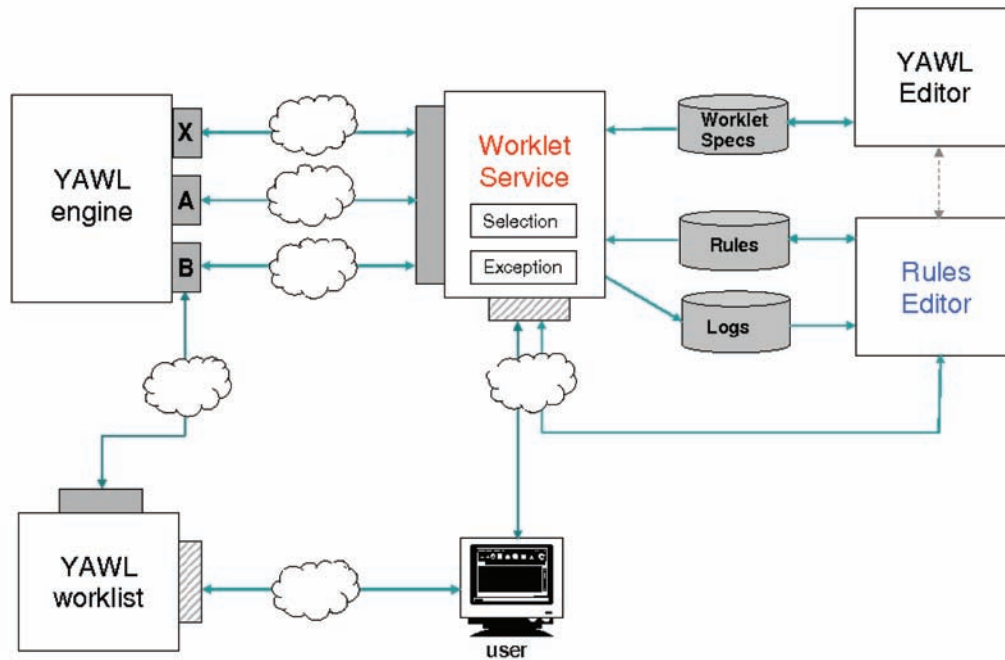 YAWL
Editor
X
Worklet
Specs
Worklet
Service
YAWL
engine
A
Selection
Rules
B
Exception
Rules
Editor
Logs
YAWL
worklist
user